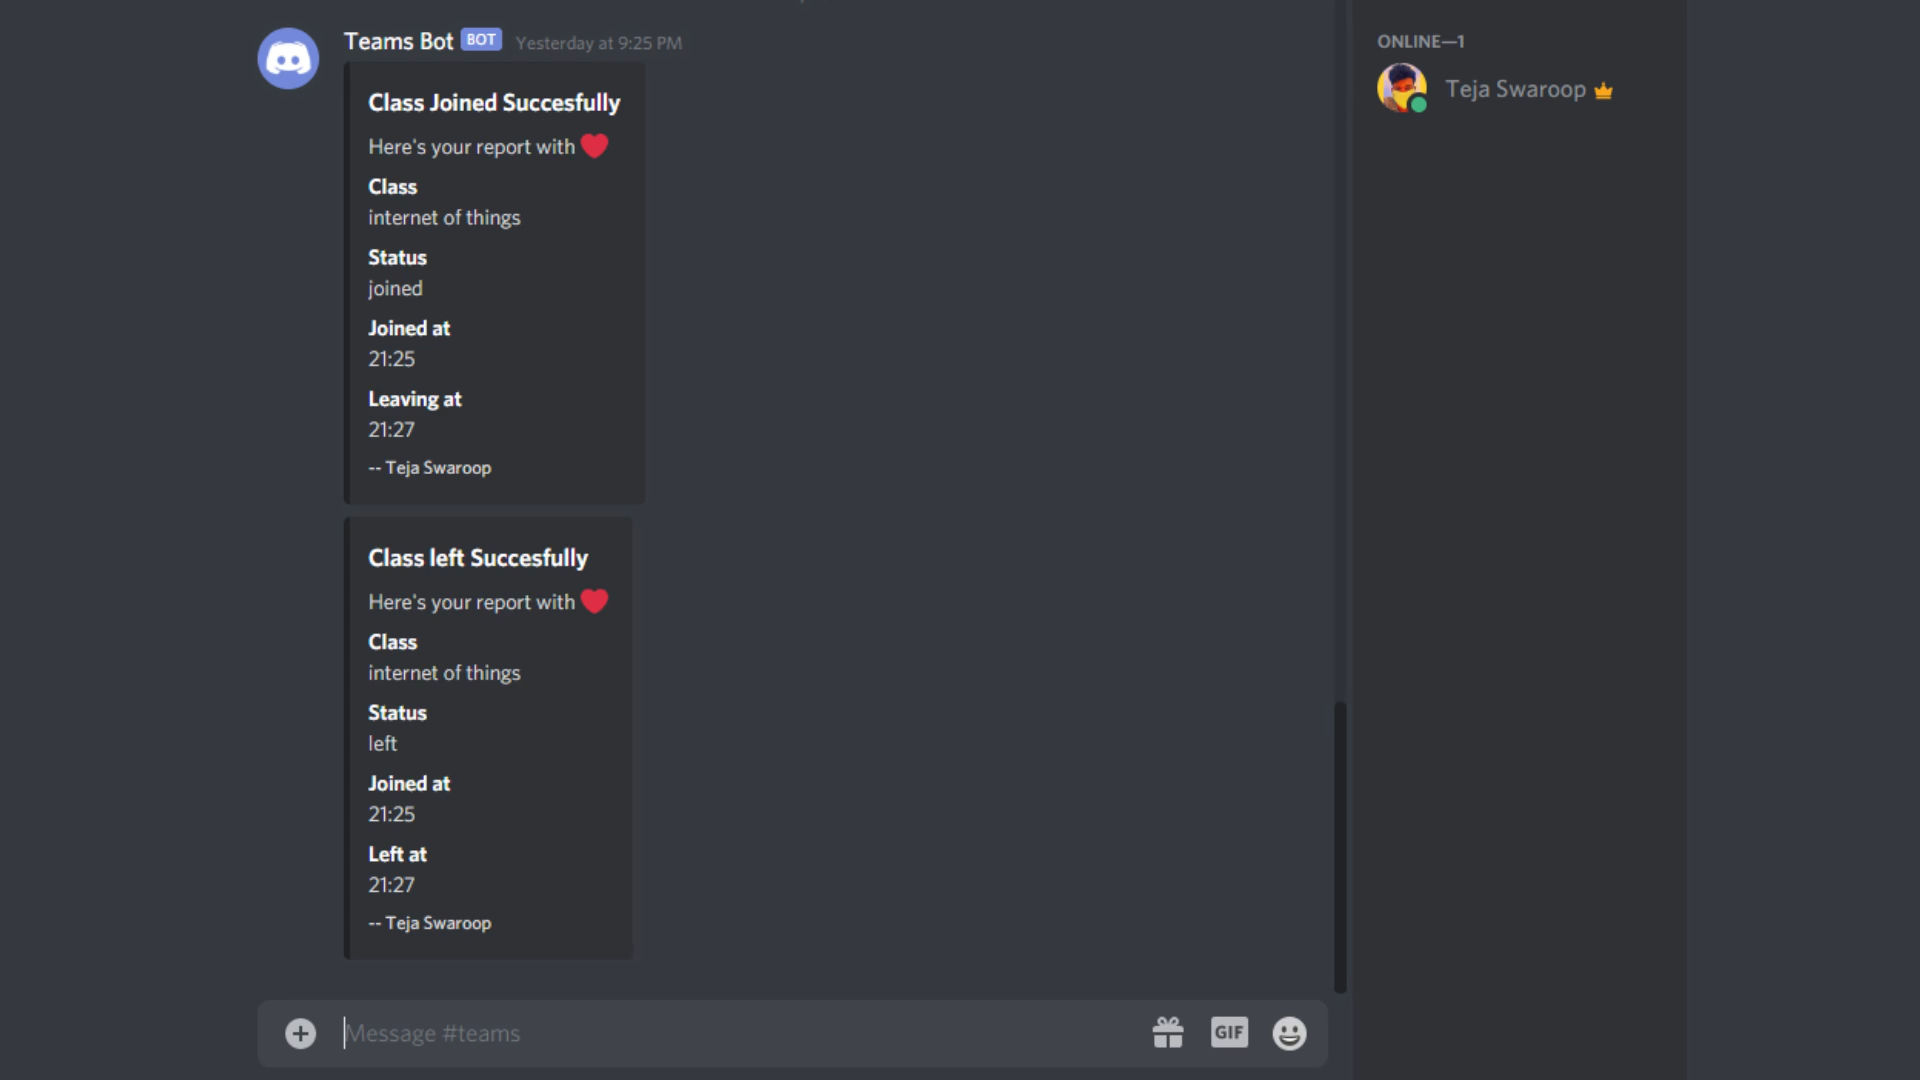 Teams Bot BOT Yesterday at 9:25 PM
Class Joined Succesfully
Here's your report with
Class
internet of things
Status
joined
Joined at
21:25
Leaving at
21:27
-- Teja Swaroop
Class left Succesfully
Here's your report with
Class
internet of things
Status
left
Joined at
21:25
Left at
21:27
-- Teja Swaroop
Message #teams
GIF
ONLINE—1
Teja Swaroop